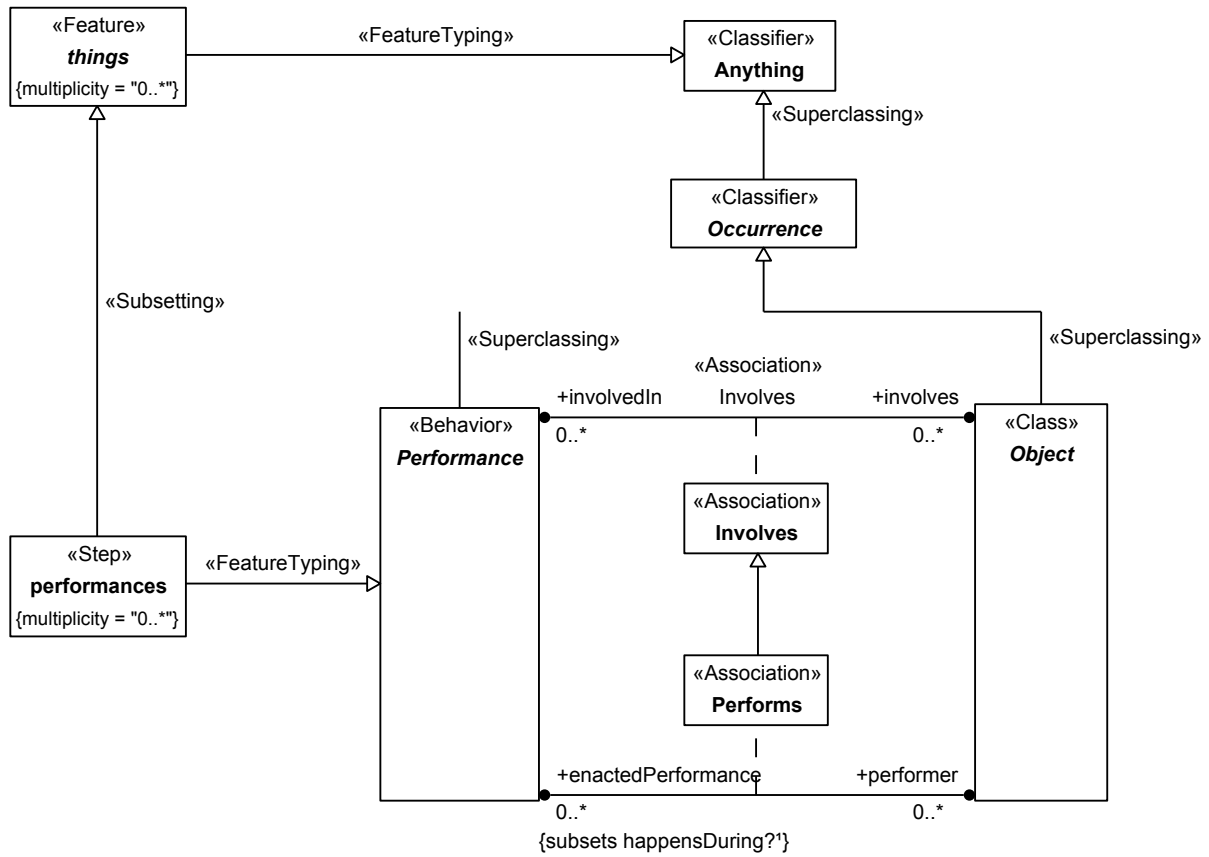 «Feature»
things
{multiplicity = "0..*"}
«FeatureTyping»
«Classifier»
Anything
«Superclassing»
«Classifier»
Occurrence
«Subsetting»
«Superclassing»
«Superclassing»
«Association»
+involvedIn
Involves
+involves
0..*
0..*
«Behavior»
Performance
«Class»
Object
«Association»
Involves
«Step»
performances
{multiplicity = "0..*"}
«FeatureTyping»
«Association»
Performs
+enactedPerformance
+performer
0..*
0..*
{subsets happensDuring?¹}